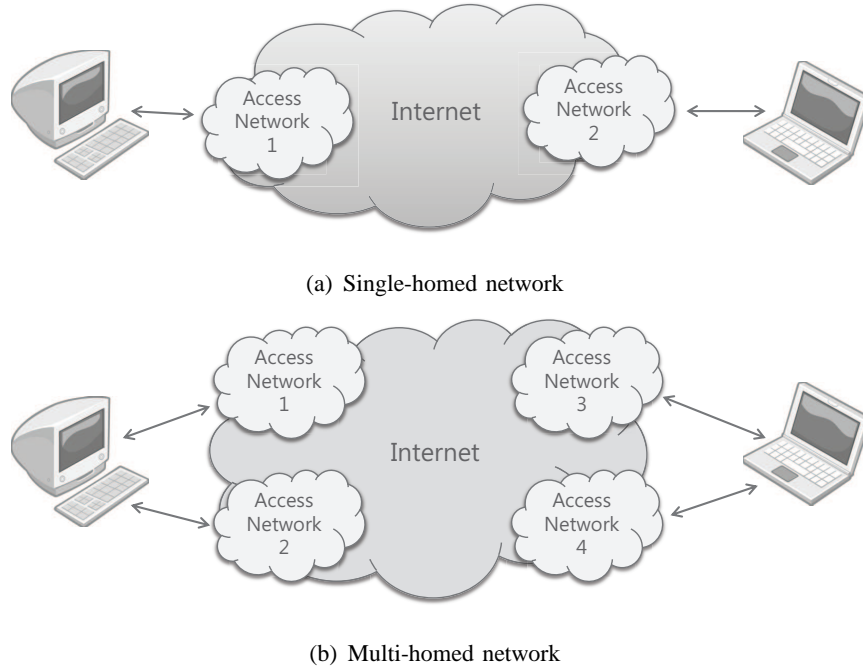 Access
Network
1
Internet
Access
Network
2
(a) Single-homed network
Access
Network
1
Access
Network
3
Internet
Access
Network
2
Access
Network
4
(b) Multi-homed network